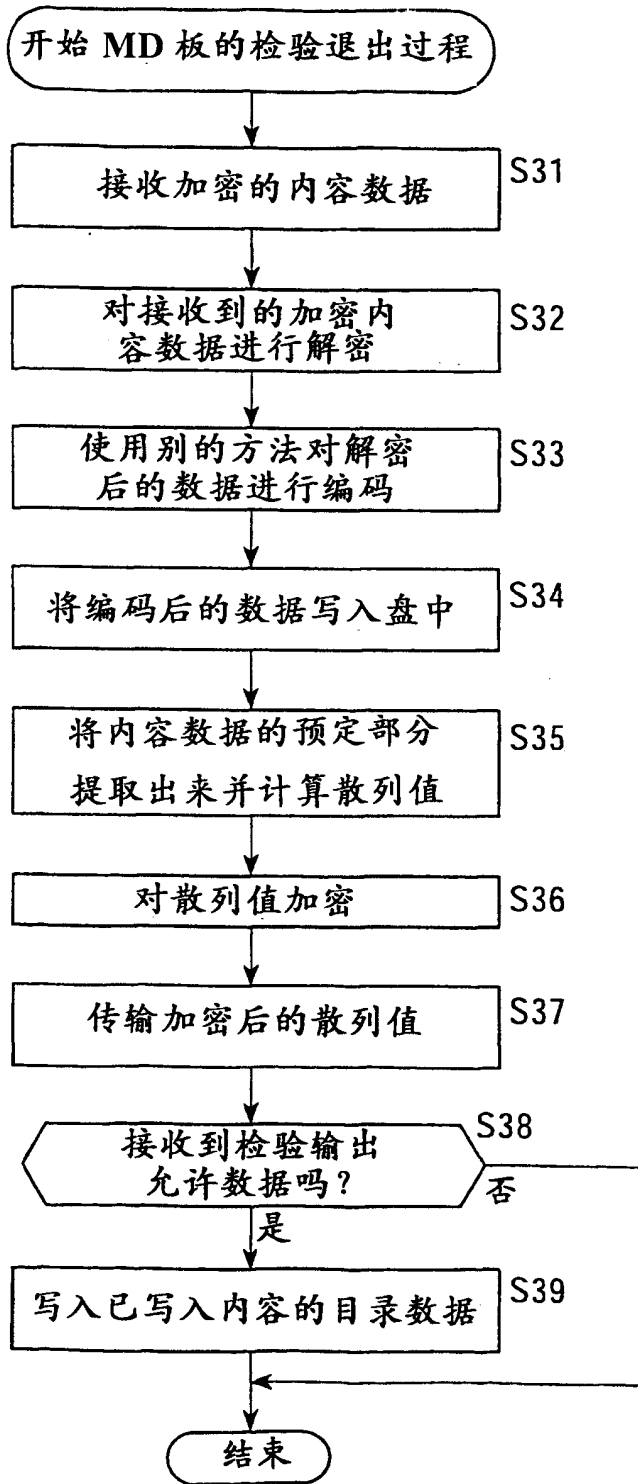 开始 MD 板的检验退出过程
接收加密的内容数据
S31
对接收到的加密内
容数据进行解密
S32
使用别的方法对解密
后的数据进行编码
S33
将编码后的数据写入盘中
S34
将内容数据的预定部分
提取出来并计算散列值
S35
对散列值加密
S36
传输加密后的散列值
S37
接收到检验输出
允许数据吗？
S38
否
是
写入已写入内容的目录数据
S39
结束